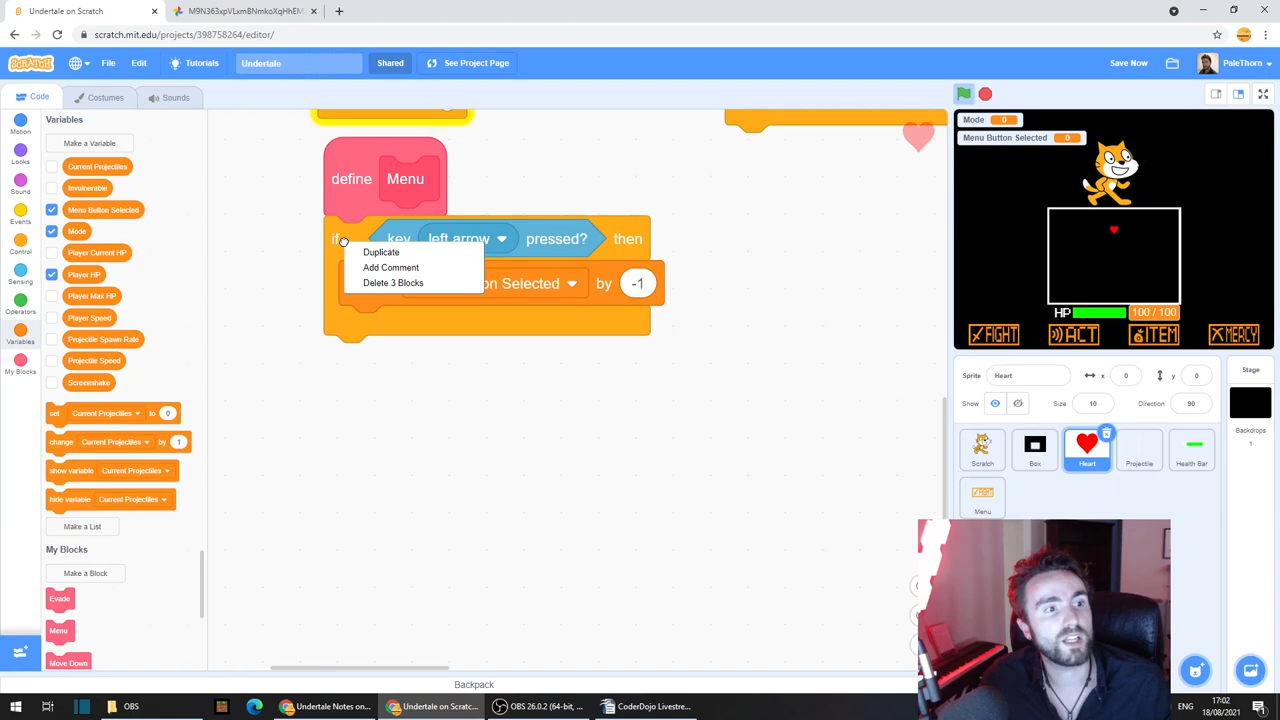 Undertale on Scratch
M9N363xpVLxmBNmkoXqHhEM
scratch.mit.edu/projects/398758264/editor/
SCRATCH File Edit Tutorials Undertale Shared See Project Page Save Now PaleThorn
Code Costumes Sounds
Motion
Looks
Sound
Events
Control
Sensing
Operators
Variables
My Blocks
Variables
Make a Variable
Current Projectiles
Invulnerable
Menu Button Selected
Mode
Player Current HP
Player HP
Player Max HP
Player Speed
Projectile Spawn Rate
Projectile Speed
Screenshake
set Current Projectiles to 0
change Current Projectiles by 1
show variable Current Projectiles
hide variable Current Projectiles
Make a List
My Blocks
Make a Block
Evade
Menu
Move Down
define Menu
if key left arrow pressed? then
on Selected by -1
Duplicate
Add Comment
Delete 3 Blocks
Mode 0
Menu Button Selected 0
HP 100 / 100
FIGHT ACT ITEM MERCY
Sprite Heart x 0 y 0
Show Size 10 Direction 90
Scratch Box Heart Projectile Health Bar
FIGHT
Menu
Stage
Backdrops
1
Backpack
OBS
Undertale Notes on...
Undertale on Scratc...
OBS 26.0.2 (64-bit, ...
CoderDojo Livestre...
ENG
17:02
18/08/2021